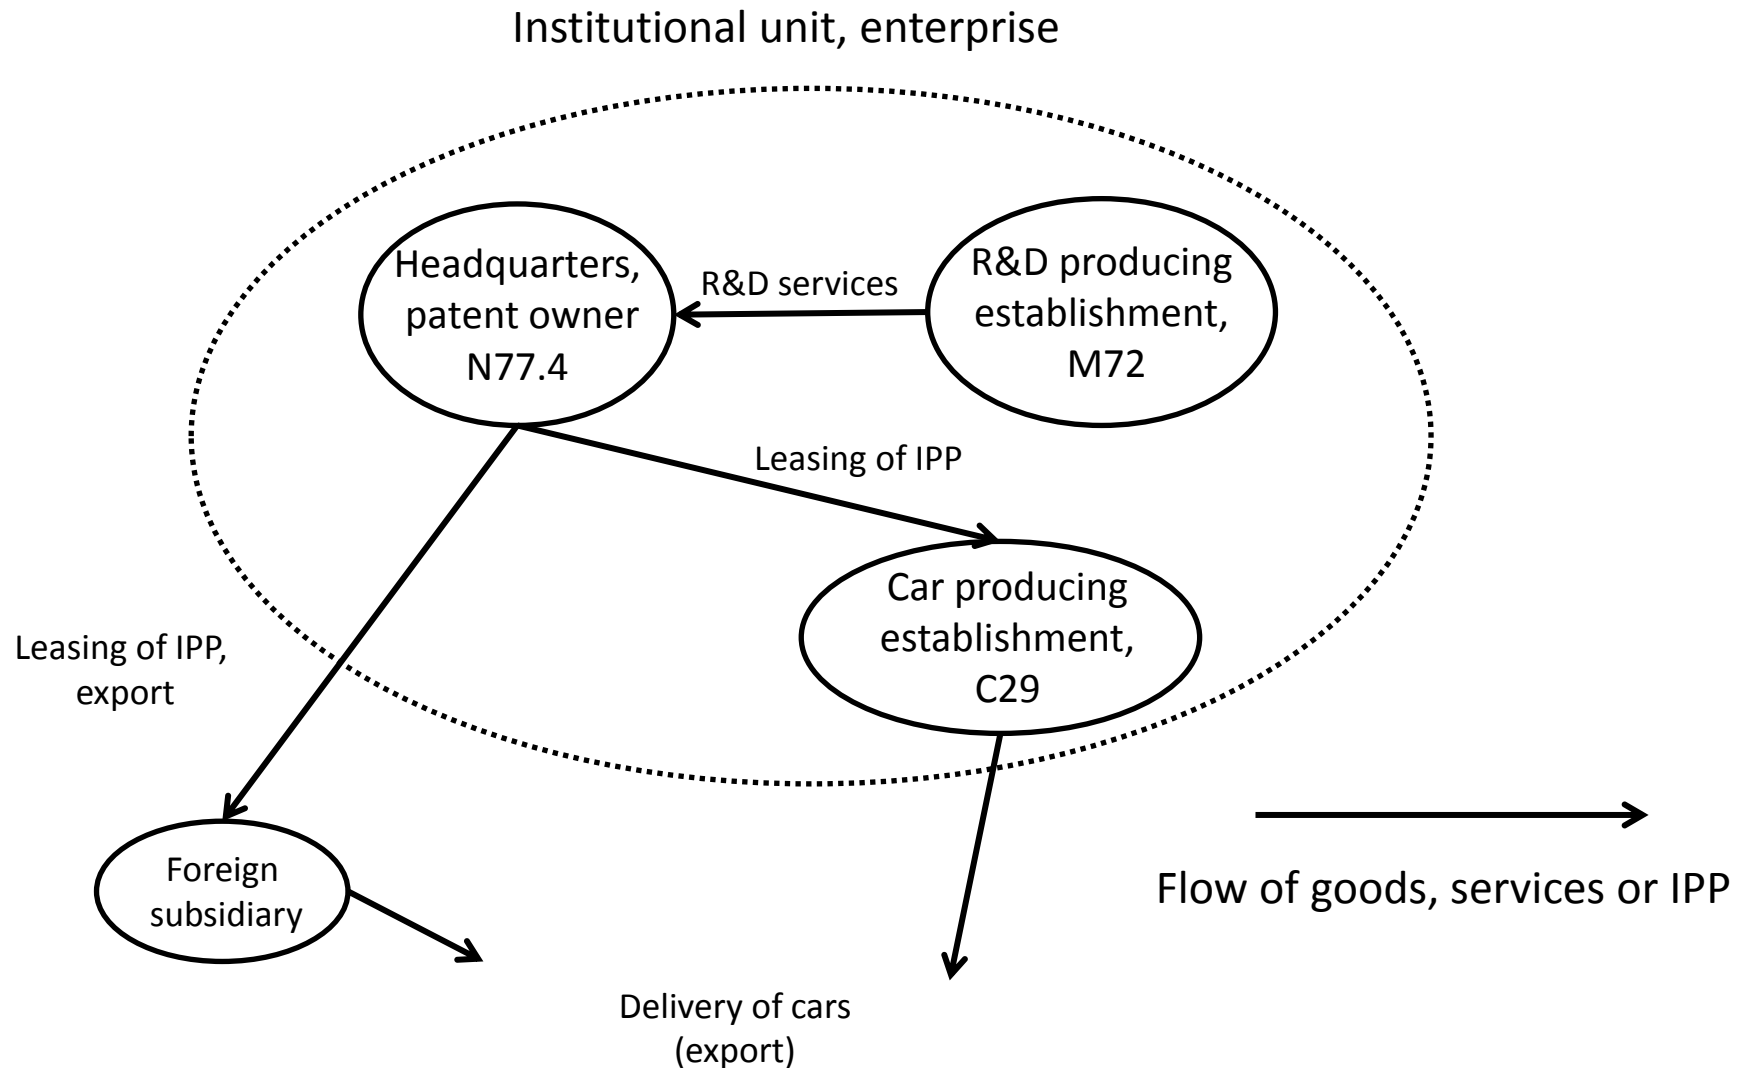 Institutional unit, enterprise
Headquarters,
patent owner
N77.4
R&D services
R&D producing
establishment,
M72
Leasing of IPP
Car producing
establishment,
C29
Leasing of IPP,
export
Foreign
subsidiary
Flow of goods, services or IPP
Delivery of cars
(export)